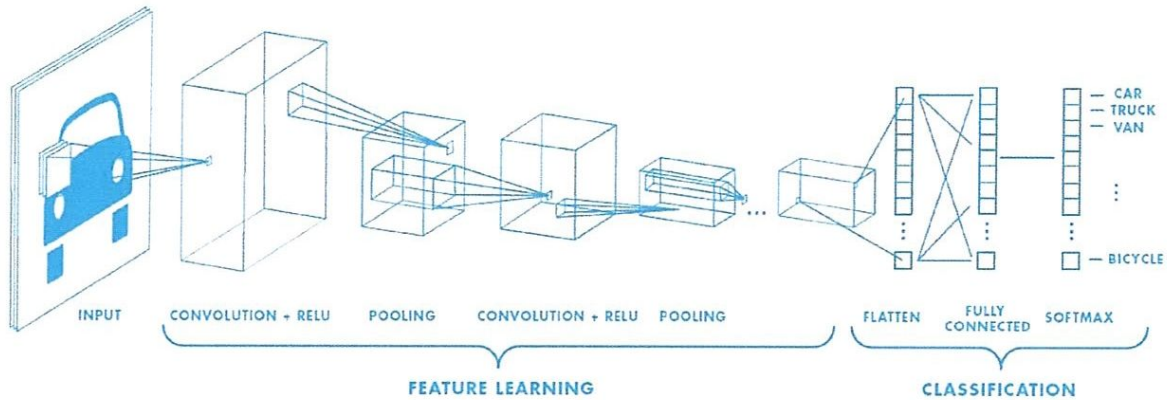 CAR
TRUCK
VAN
BICYCLE
INPUT
CONVOLUTION + RELU
POOLING
CONVOLUTION + RELU
POOLING
FLATTEN
FULLY
CONNECTED
SOFTMAX
FEATURE LEARNING
CLASSIFICATION